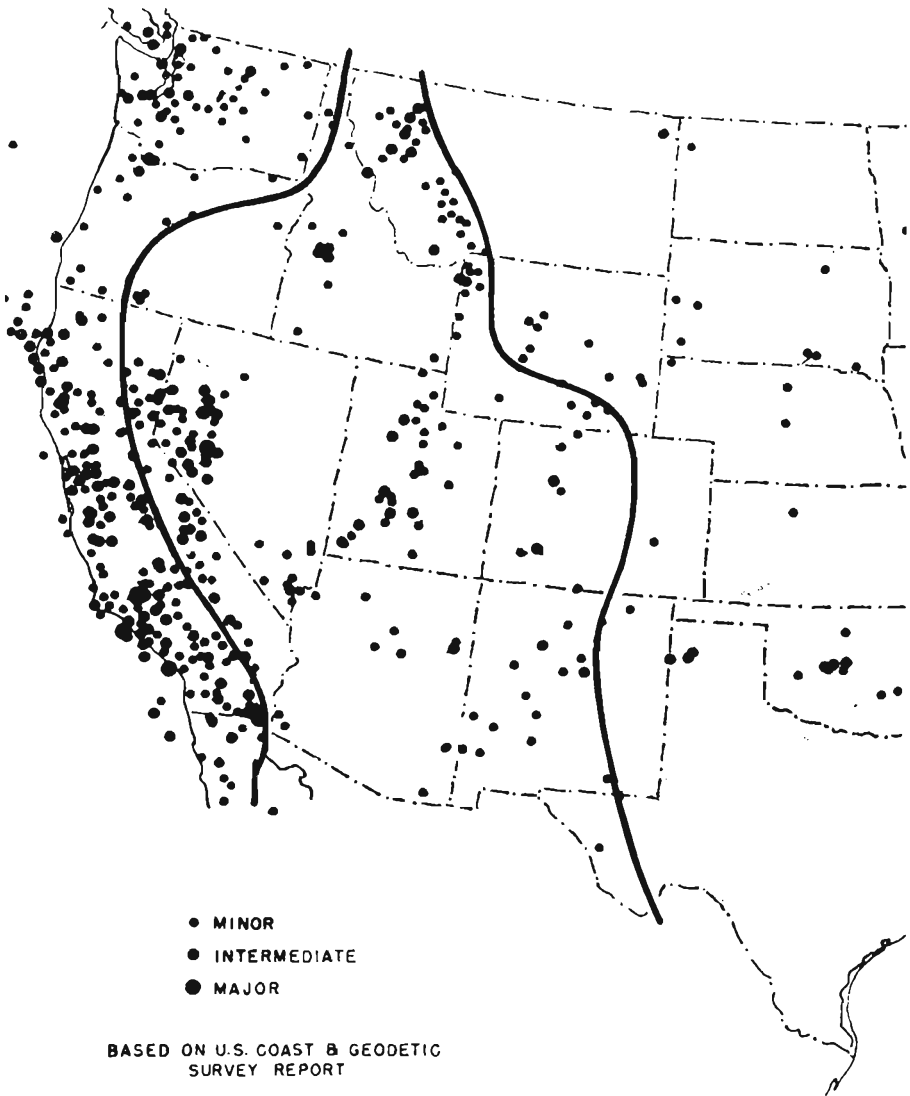 MINOR
INTERMEDIATE
MAJOR
BASED ON U.S. COAST & GEODETIC
SURVEY REPORT